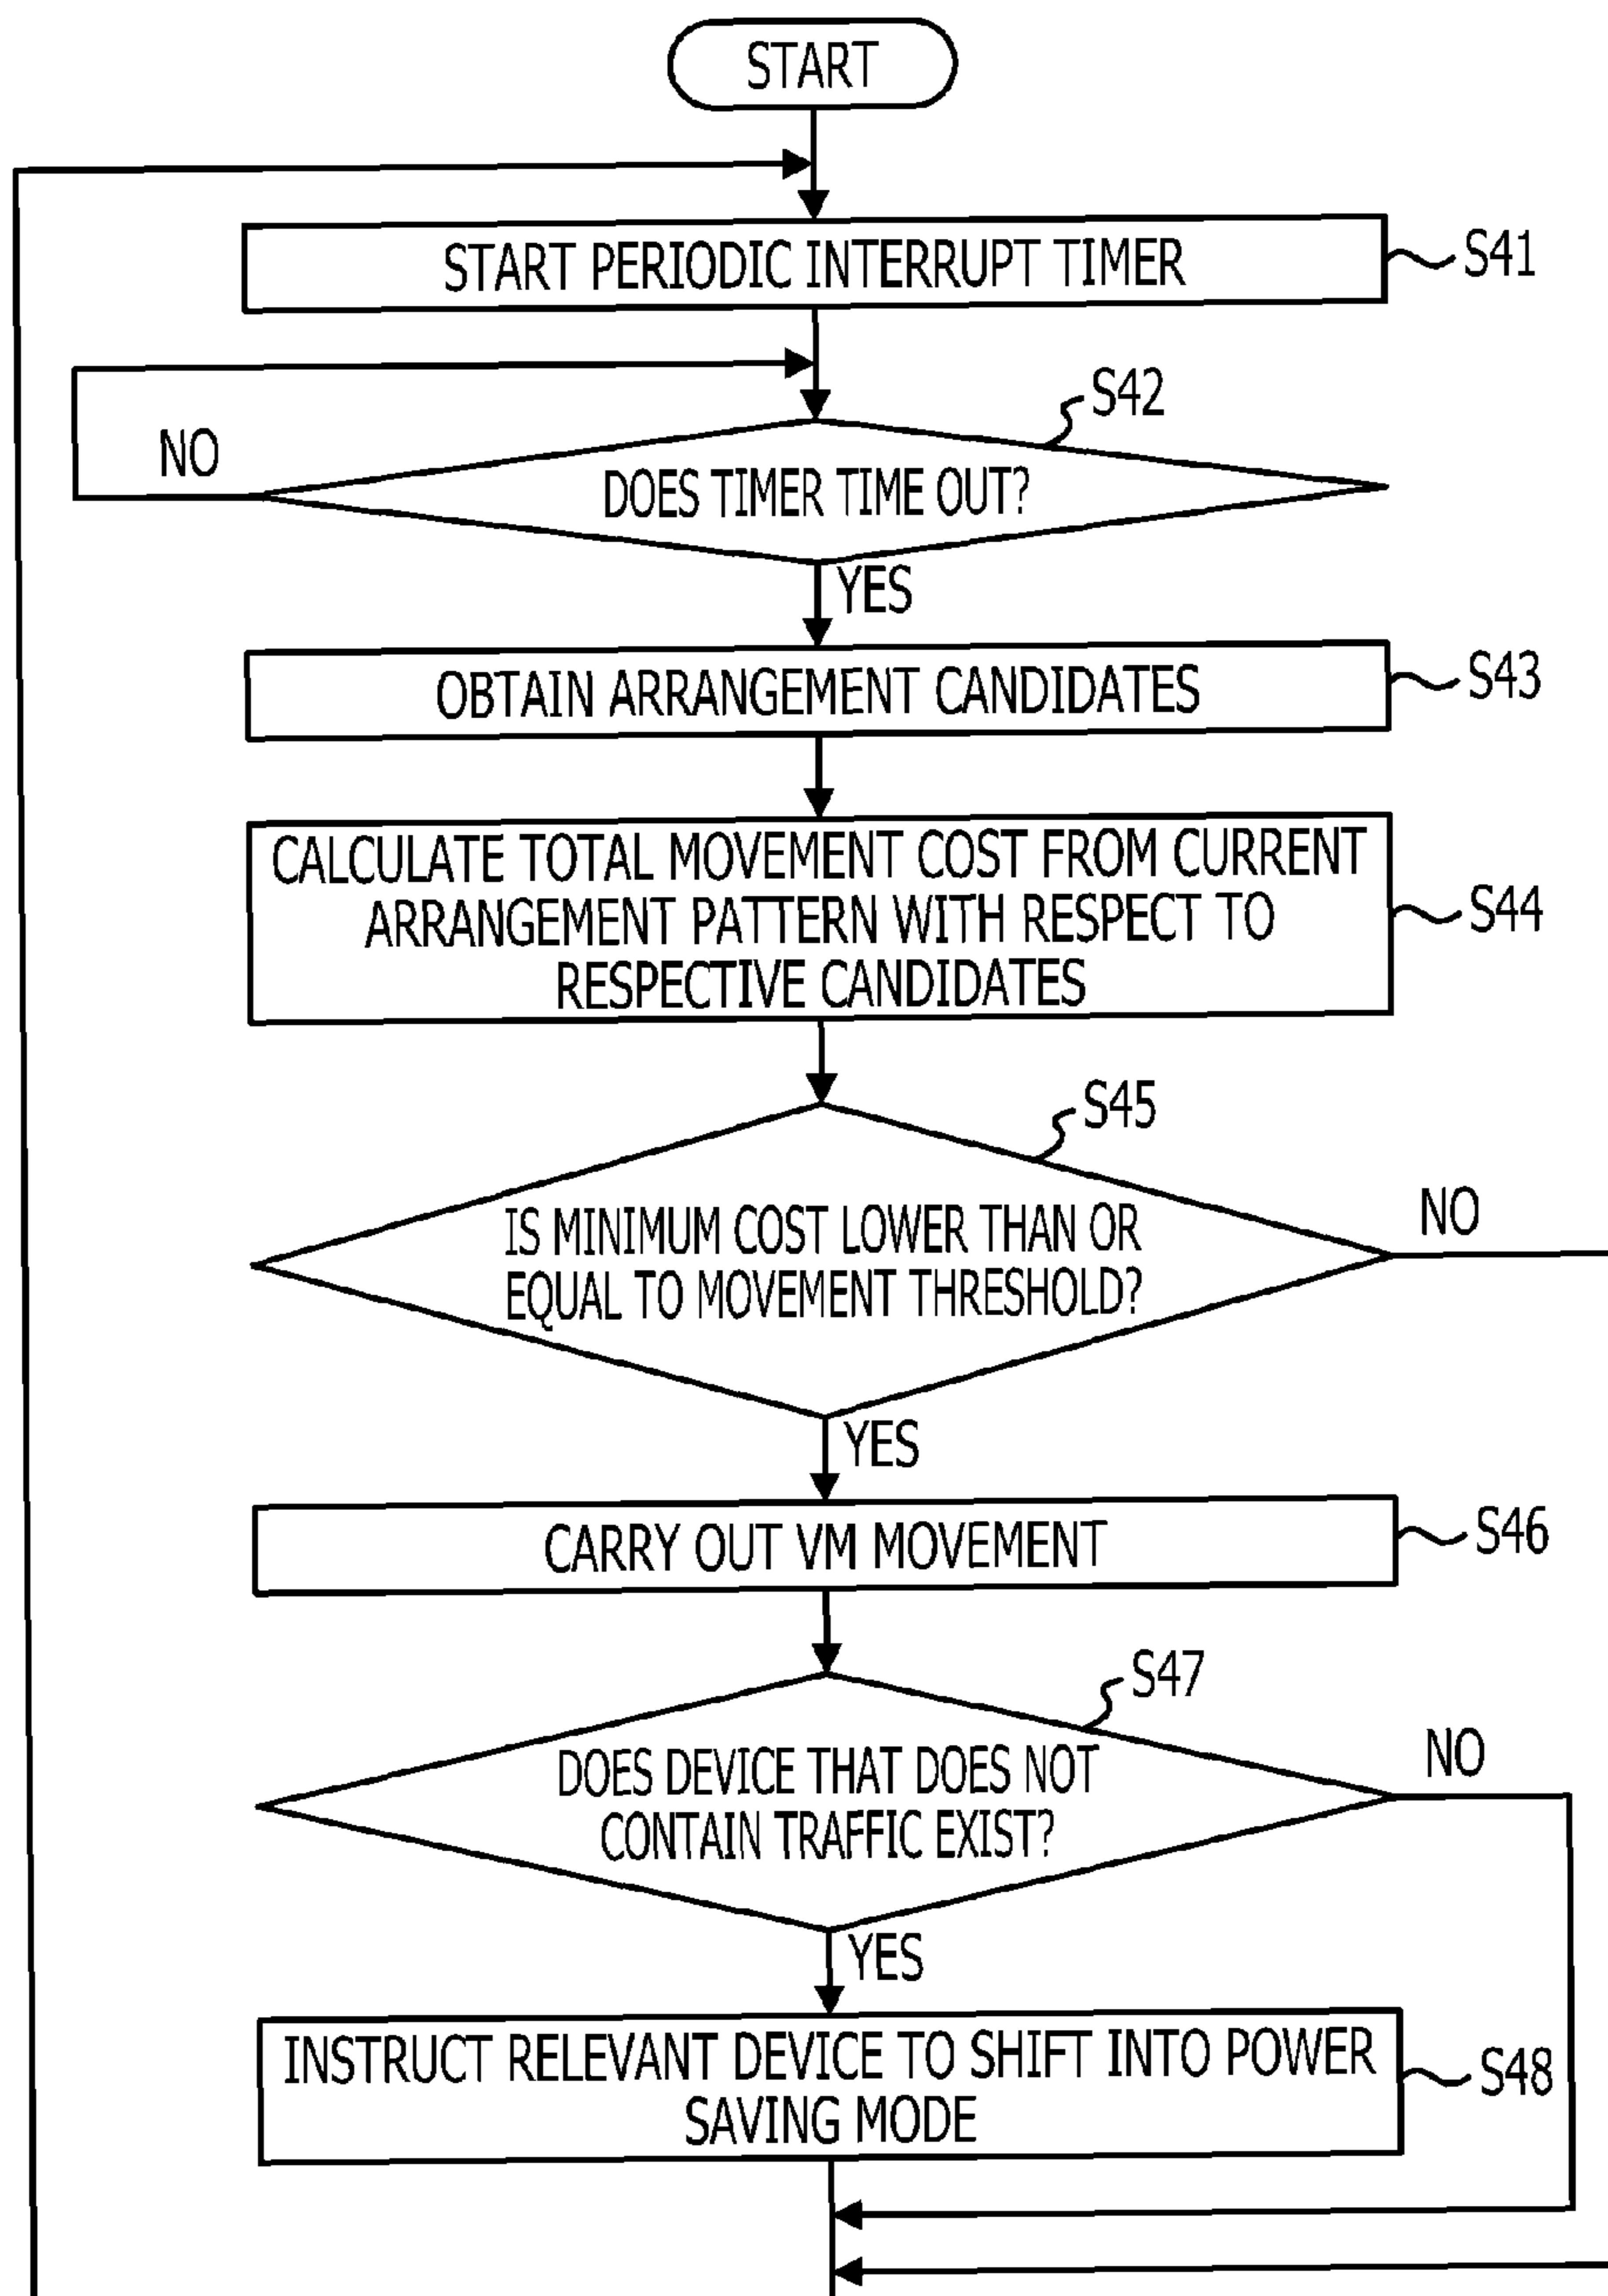 START
START PERIODIC INTERRUPT TIMER
S41
S42
NO
DOES TIMER TIME OUT?
YES
OBTAIN ARRANGEMENT CANDIDATES
S43
CALCULATE TOTAL MOVEMENT COST FROM CURRENT
ARRANGEMENT PATTERN WITH RESPECT TO
RESPECTIVE CANDIDATES
S44
S45
IS MINIMUM COST LOWER THAN OR
EQUAL TO MOVEMENT THRESHOLD?
NO
YES
CARRY OUT VM MOVEMENT
S46
S47
DOES DEVICE THAT DOES NOT
CONTAIN TRAFFIC EXIST?
NO
YES
INSTRUCT RELEVANT DEVICE TO SHIFT INTO POWER
SAVING MODE
S48